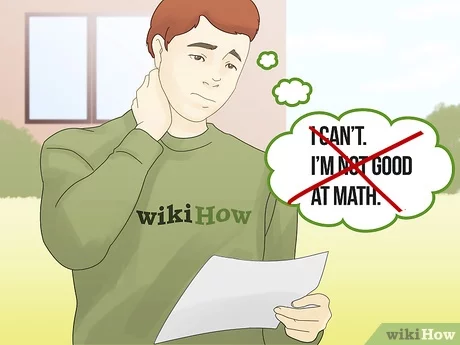 I CAN'T.
I'M NOT GOOD
AT MATH.
wikiHow
wikiHow